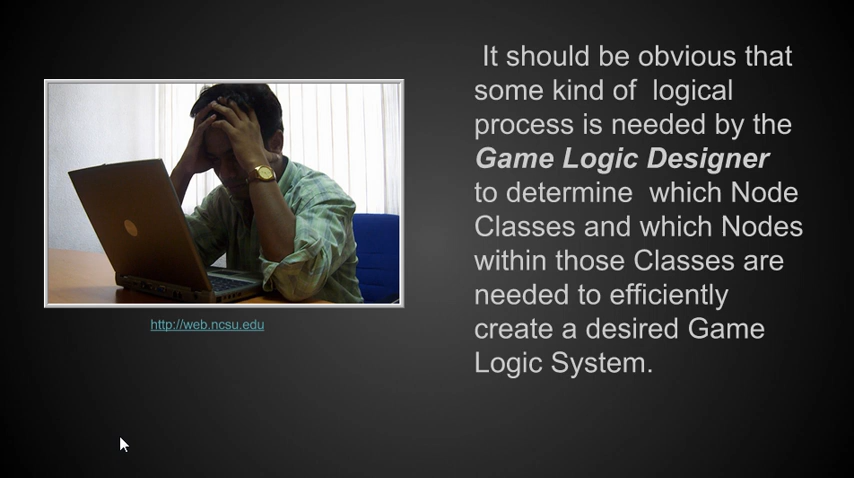 It should be obvious that
some kind of  logical
process is needed by the
Game Logic Designer
to determine  which Node
Classes and which Nodes
within those Classes are
needed to efficiently
create a desired Game
Logic System.
http://web.ncsu.edu